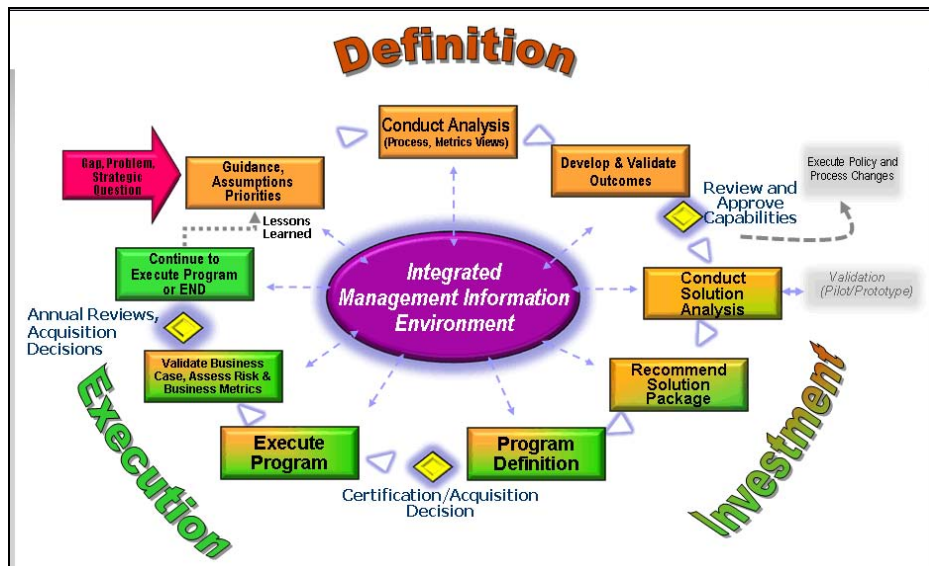 Definition
Conduct Analysis
(Process, Metrics Views)
Gap, Problem,
Strategic
Question
Guidance,
Assumptions
Priorities
Develop & Validate
Outcomes
Execute Policy and
Process Changes
Review and
Approve
Capabilities
Lessons
Learned
Continue to
Execute Program
or END
Integrated
Management Information
Environment
Conduct
Solution
Analysis
Validation
(Pilot/Prototype)
Annual Reviews,
Acquisition
Decisions
Validate Business
Case, Assess Risk &
Business Metrics
Recommend
Solution
Package
Execute
Program
Program
Definition
Certification/Acquisition
Decision
Execution
Investment